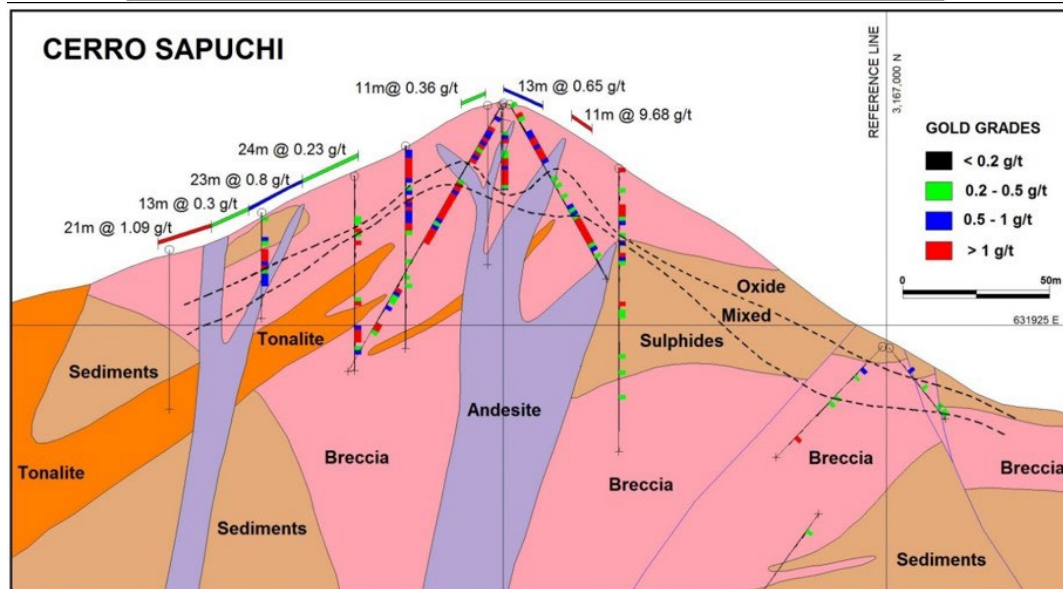 CERRO SAPUCHI
11m@ 0.36 g/t
13m @ 0.65 g/t
11m @ 9.68 g/t
24m @ 0.23 g/t
23m @ 0.8 g/t
13m @ 0.3 g/t
21m @ 1.09 g/t
REFERENCE LINE
3,167,000 N
GOLD GRADES
< 0.2 g/t
0.2 - 0.5 g/t
0.5 - 1 g/t
> 1 g/t
0m
50m
631925 E
Oxide
Mixed
Sulphides
Tonalite
Sediments
Andesite
Tonalite
Breccia
Breccia
Breccia
Breccia
Sediments
Sediments